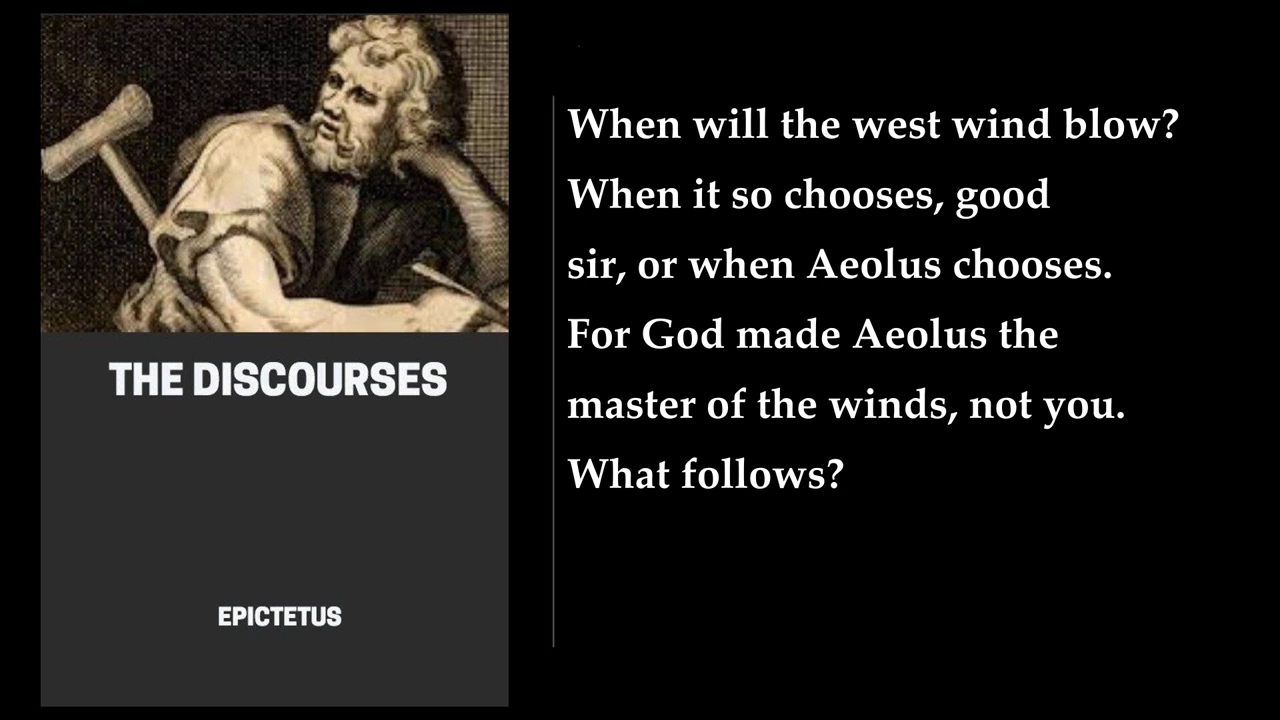 THE DISCOURSES
EPICTETUS
When will the west wind blow?
When it so chooses, good
sir, or when Aeolus chooses.
For God made Aeolus the
master of the winds, not you.
What follows?